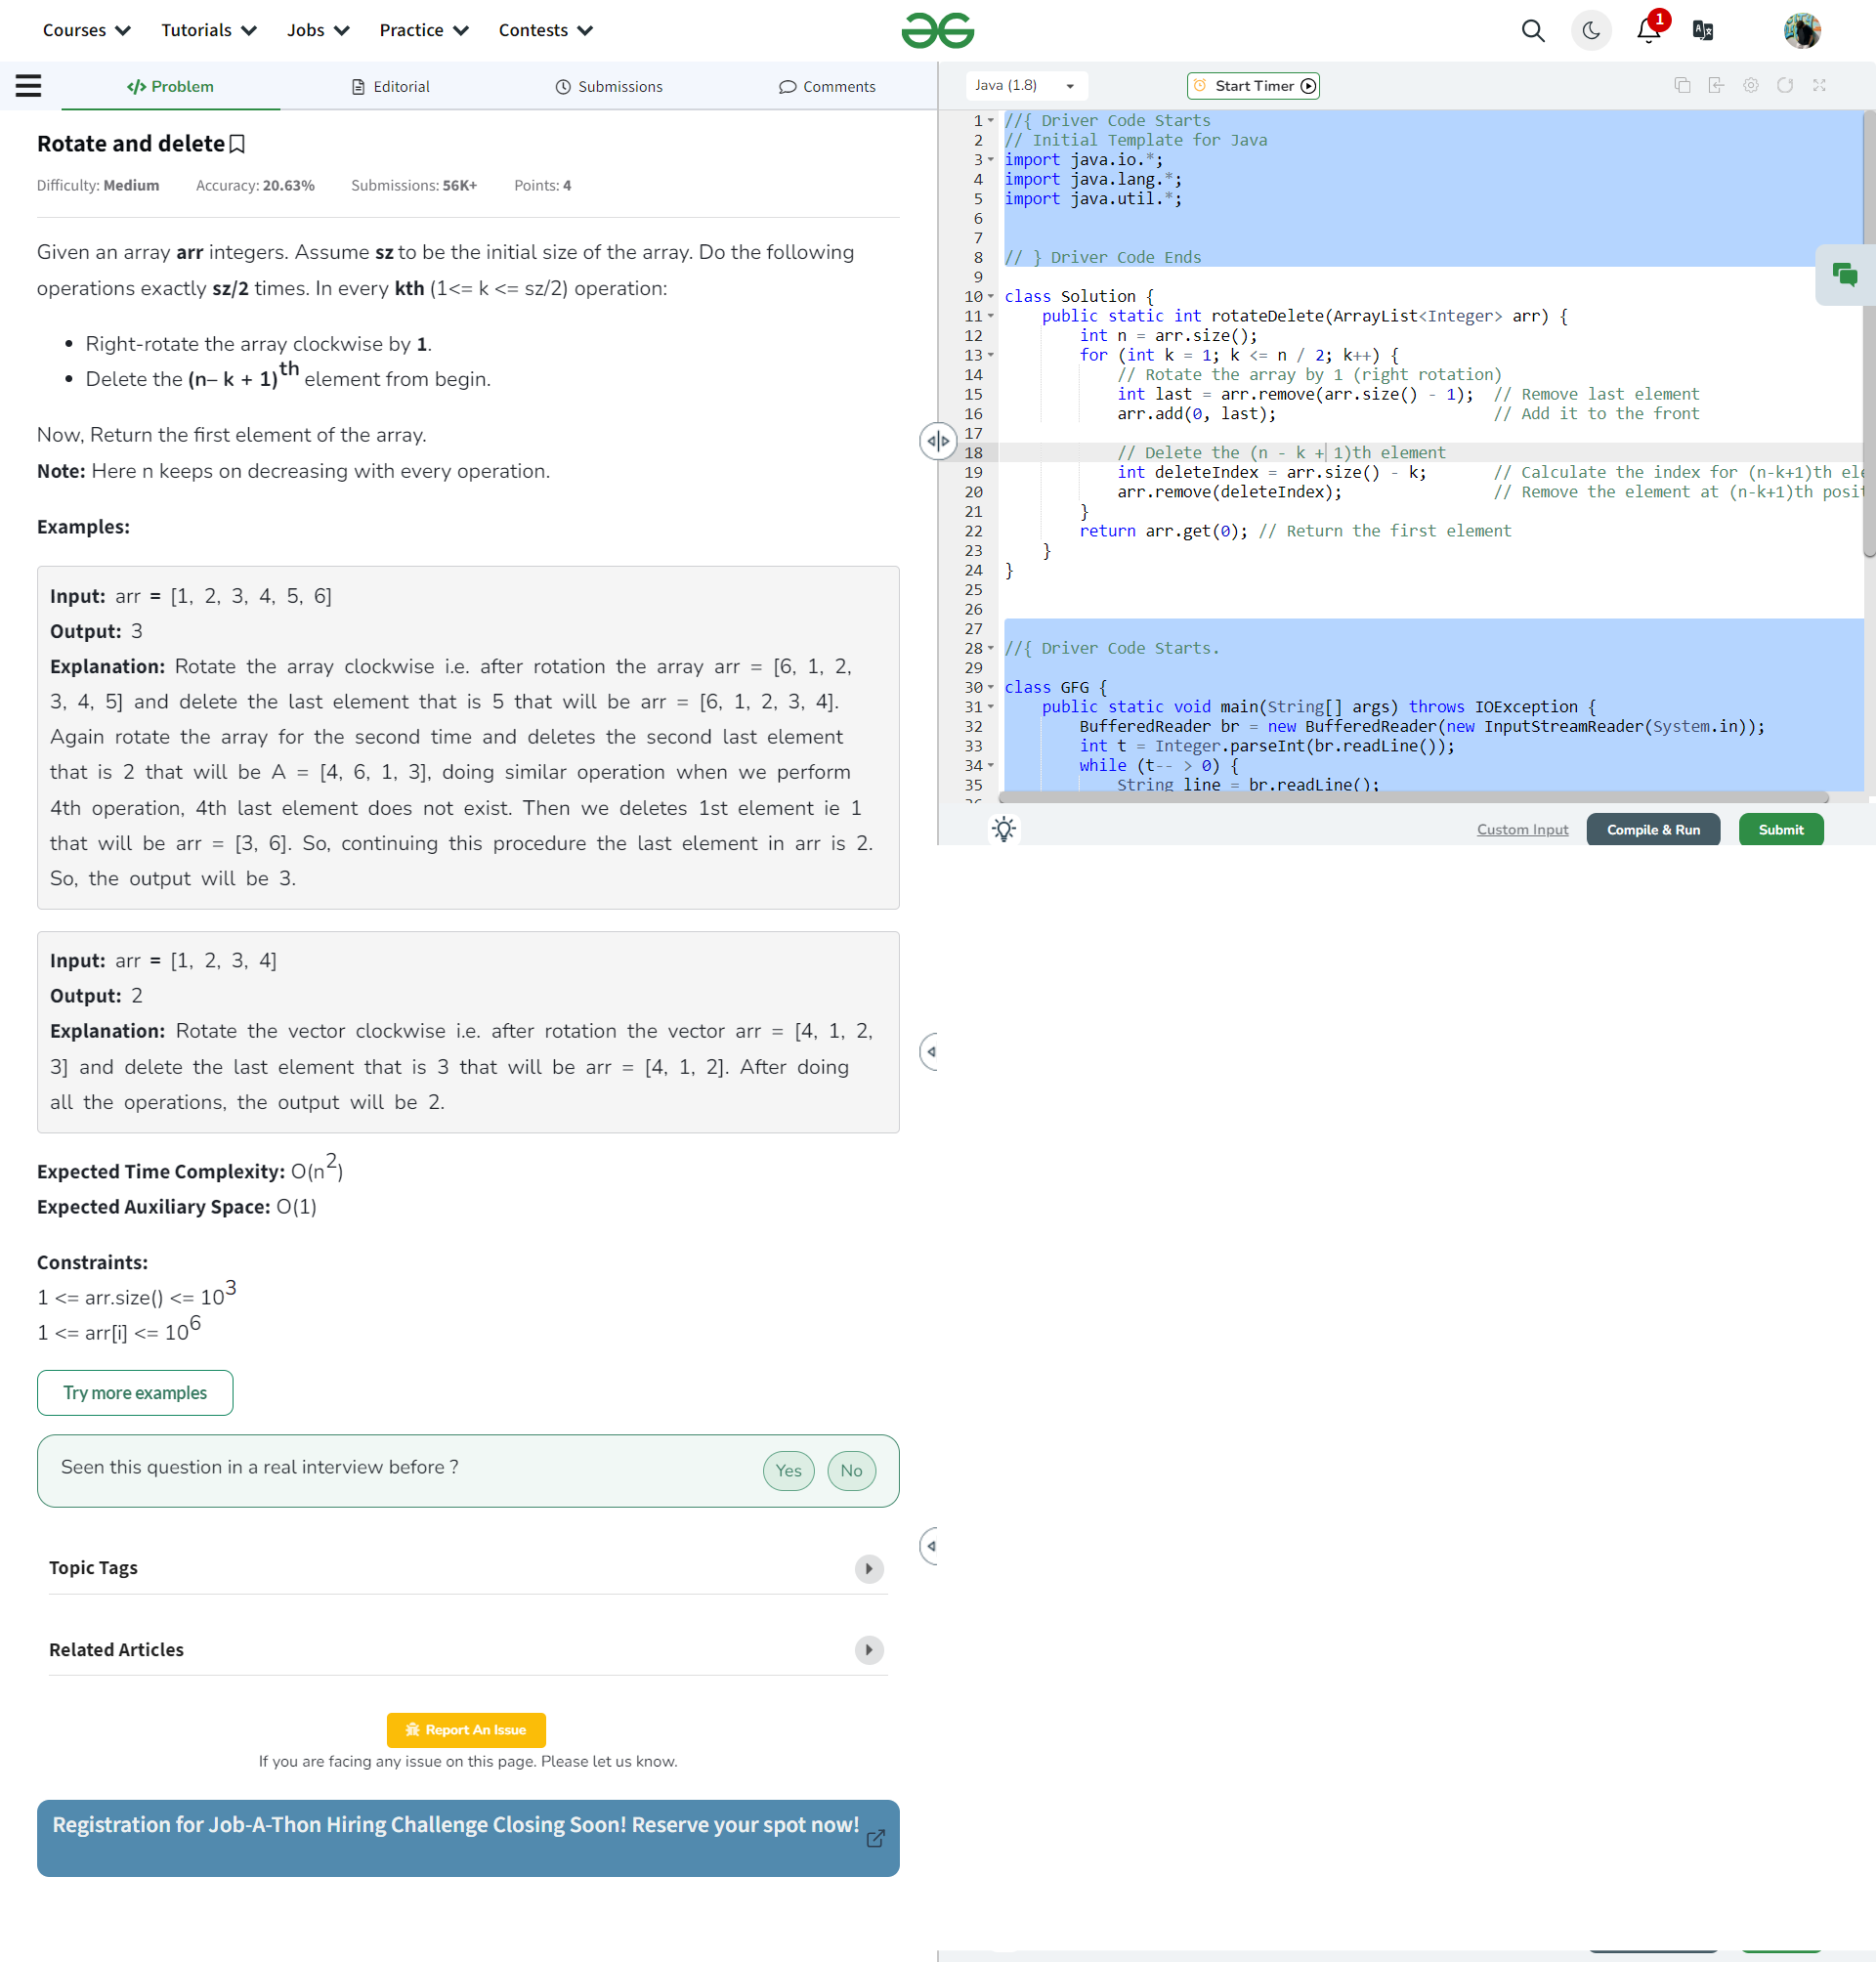 Courses Tutorials Jobs Practice Contests
1
</> Problem
Editorial
Submissions
Comments
Rotate and delete
Difficulty: Medium Accuracy: 20.63% Submissions: 56K+ Points: 4
Given an array arr integers. Assume sz to be the initial size of the array. Do the following
operations exactly sz/2 times. In every kth (1<= k <= sz/2) operation:
• Right-rotate the array clockwise by 1.
• Delete the (n– k + 1)th element from begin.
Now, Return the first element of the array.
Note: Here n keeps on decreasing with every operation.
Examples:
Input: arr = [1, 2, 3, 4, 5, 6]
Output: 3
Explanation: Rotate the array clockwise i.e. after rotation the array arr = [6, 1, 2,
3, 4, 5] and delete the last element that is 5 that will be arr = [6, 1, 2, 3, 4].
Again rotate the array for the second time and deletes the second last element
that is 2 that will be A = [4, 6, 1, 3], doing similar operation when we perform
4th operation, 4th last element does not exist. Then we deletes 1st element ie 1
that will be arr = [3, 6]. So, continuing this procedure the last element in arr is 2.
So, the output will be 3.
Input: arr = [1, 2, 3, 4]
Output: 2
Explanation: Rotate the vector clockwise i.e. after rotation the vector arr = [4, 1, 2,
3] and delete the last element that is 3 that will be arr = [4, 1, 2]. After doing
all the operations, the output will be 2.
Expected Time Complexity: O(n2)
Expected Auxiliary Space: O(1)
Constraints:
1 <= arr.size() <= 103
1 <= arr[i] <= 106
Try more examples
Seen this question in a real interview before ?
Yes No
Topic Tags
Related Articles
Report An Issue
If you are facing any issue on this page. Please let us know.
Registration for Job-A-Thon Hiring Challenge Closing Soon! Reserve your spot now!
Java (1.8)
Start Timer
1 //{ Driver Code Starts
2 // Initial Template for Java
3 import java.io.*;
4 import java.lang.*;
5 import java.util.*;
6
7
8 // } Driver Code Ends
9
10 class Solution {
11 public static int rotateDelete(ArrayList<Integer> arr) {
12 int n = arr.size();
13 for (int k = 1; k <= n / 2; k++) {
14 // Rotate the array by 1 (right rotation)
15 int last = arr.remove(arr.size() - 1); // Remove last element
16 arr.add(0, last); // Add it to the front
17
18 // Delete the (n - k + 1)th element
19 int deleteIndex = arr.size() - k; // Calculate the index for (n-k+1)th ele
20 arr.remove(deleteIndex); // Remove the element at (n-k+1)th posit
21 }
22 return arr.get(0); // Return the first element
23 }
24 }
25
26
27
28 //{ Driver Code Starts.
29
30 class GFG {
31 public static void main(String[] args) throws IOException {
32 BufferedReader br = new BufferedReader(new InputStreamReader(System.in));
33 int t = Integer.parseInt(br.readLine());
34 while (t-- > 0) {
35 String line = br.readLine();
Custom Input
Compile & Run
Submit